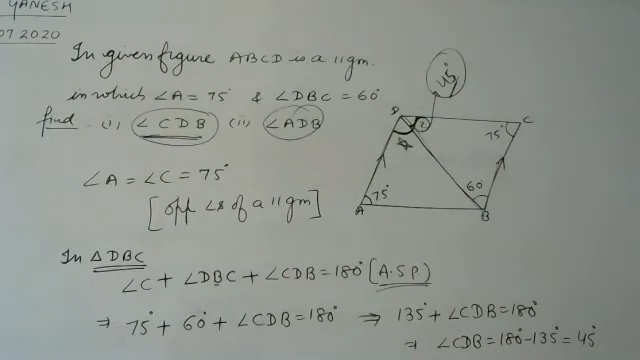 GANESH
07 2020
In given figure ABCD is a ||gm.
in which ∠A = 75° & ∠DBC = 60°
find (i) ∠CDB (ii) ∠ADB
45°
D
C
75°
?
75°
60°
A
B
∠A = ∠C = 75°
[opp ∠s of a ||gm]
In △DBC
∠C + ∠DBC + ∠CDB = 180° (A.S.P)
⇒ 75° + 60° + ∠CDB = 180° ⇒ 135° + ∠CDB = 180°
⇒ ∠CDB = 180° - 135° = 45°